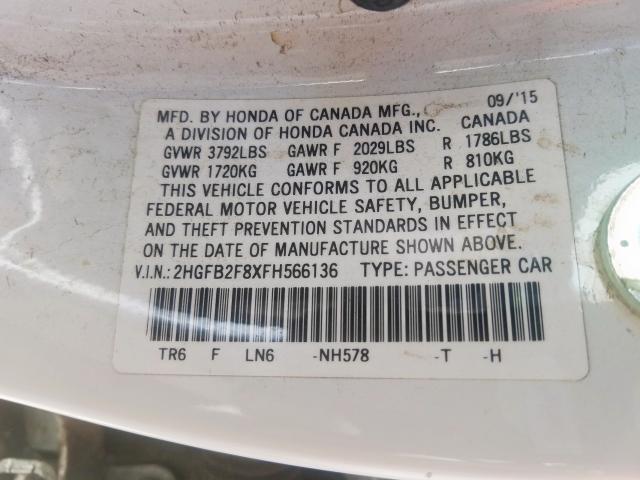 MFD. BY HONDA OF CANADA MFG., 09/'15
A DIVISION OF HONDA CANADA INC. CANADA
GVWR 3792LBS GAWR F 2029LBS R 1786LBS
GVWR 1720KG GAWR F 920KG R 810KG
THIS VEHICLE CONFORMS TO ALL APPLICABLE
FEDERAL MOTOR VEHICLE SAFETY, BUMPER,
AND THEFT PREVENTION STANDARDS IN EFFECT
ON THE DATE OF MANUFACTURE SHOWN ABOVE.
V.I.N.: 2HGFB2F8XFH566136 TYPE: PASSENGER CAR
TR6 F LN6 -NH578 -T -H